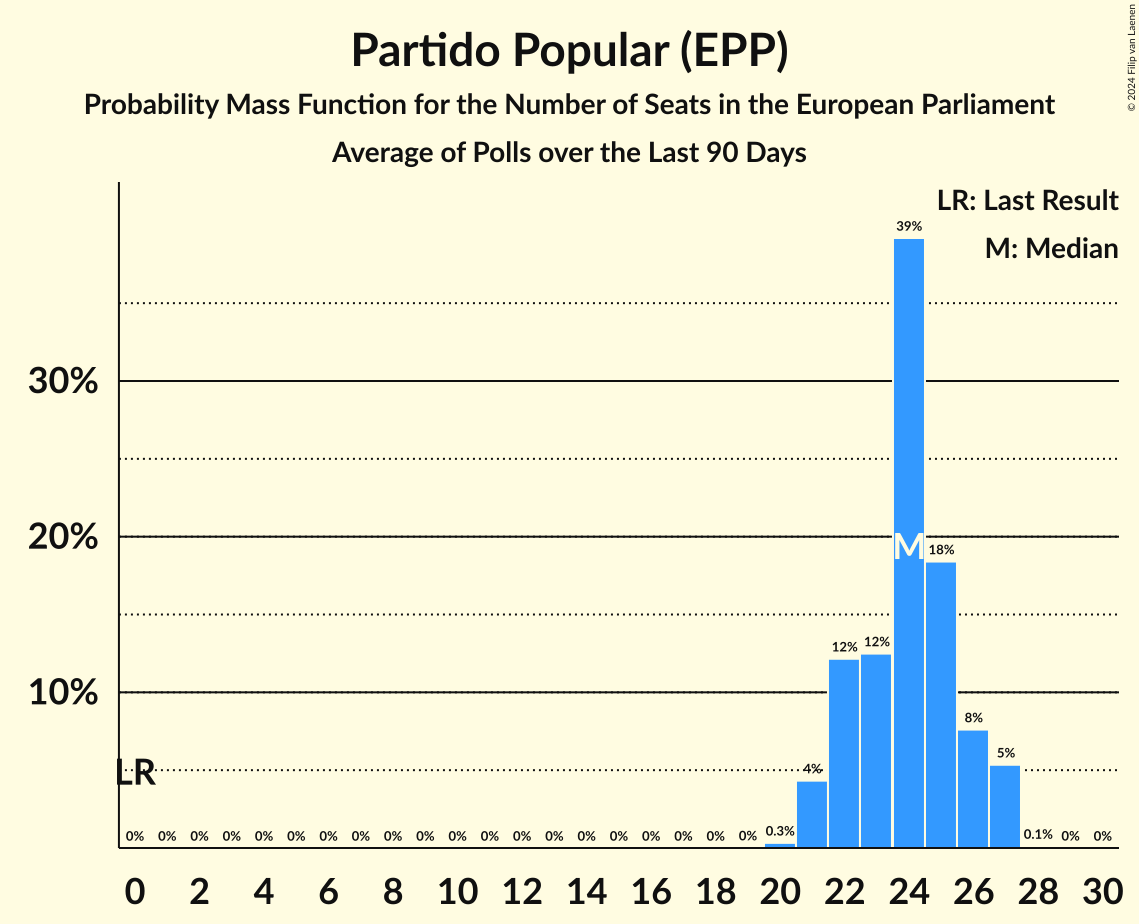 Partido Popular (EPP)
Probability Mass Function for the Number of Seats in the European Parliament
Average of Polls over the Last 90 Days
© 2024 Filip van Laenen
LR: Last Result
M: Median
39%
30%
20%
M
18%
12% 12%
10%
8%
5%
LR
4%
0% 0% 0% 0% 0% 0% 0% 0% 0% 0% 0% 0% 0% 0% 0% 0% 0% 0% 0% 0% 0.3% 0.1% 0% 0%
0 2 4 6 8 10 12 14 16 18 20 22 24 26 28 30